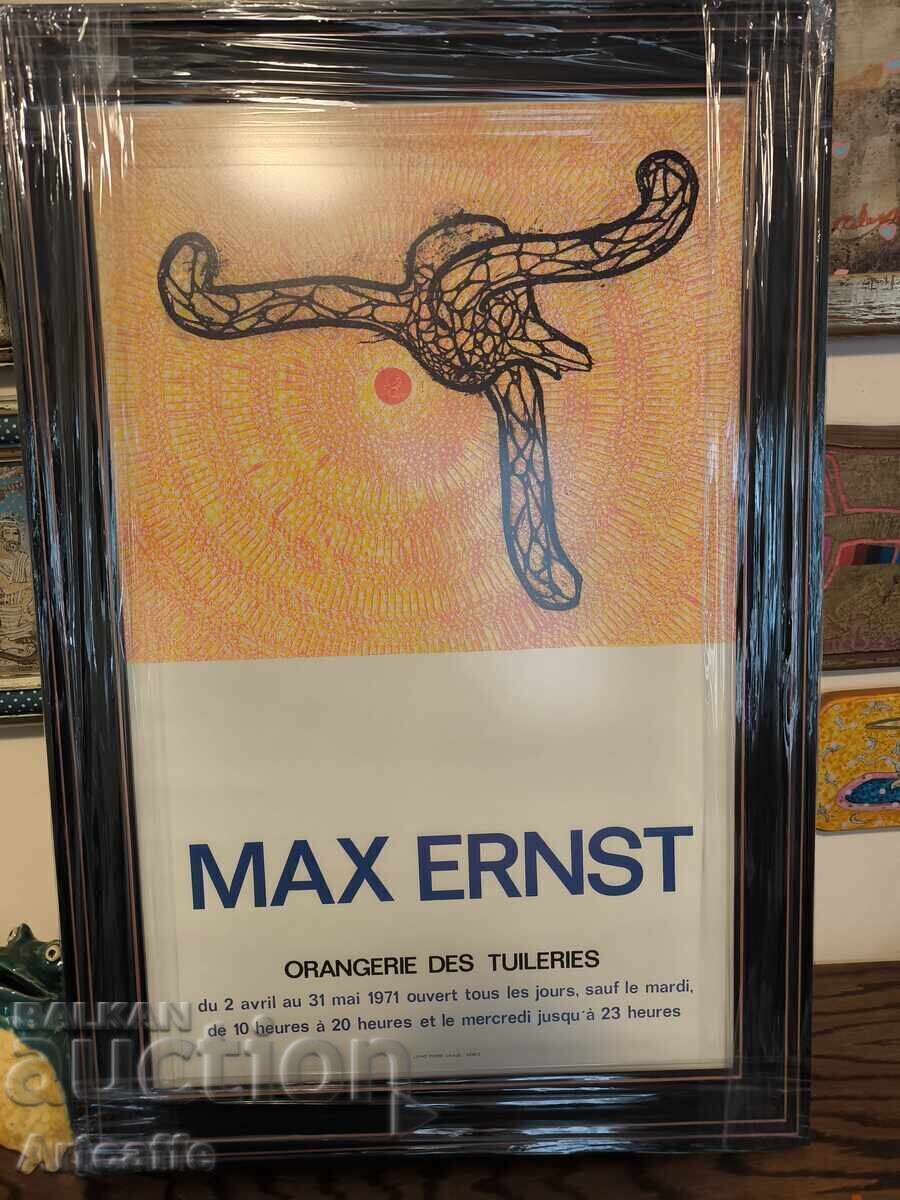 MAX ERNST
ORANGERIE DES TUILERIES
du 2 avril au 31 mai 1971 ouvert tous les jours, sauf le mardi,
de 10 heures à 20 heures et le mercredi jusqu'à 23 heures
BALKAN
auction
Artcaffe